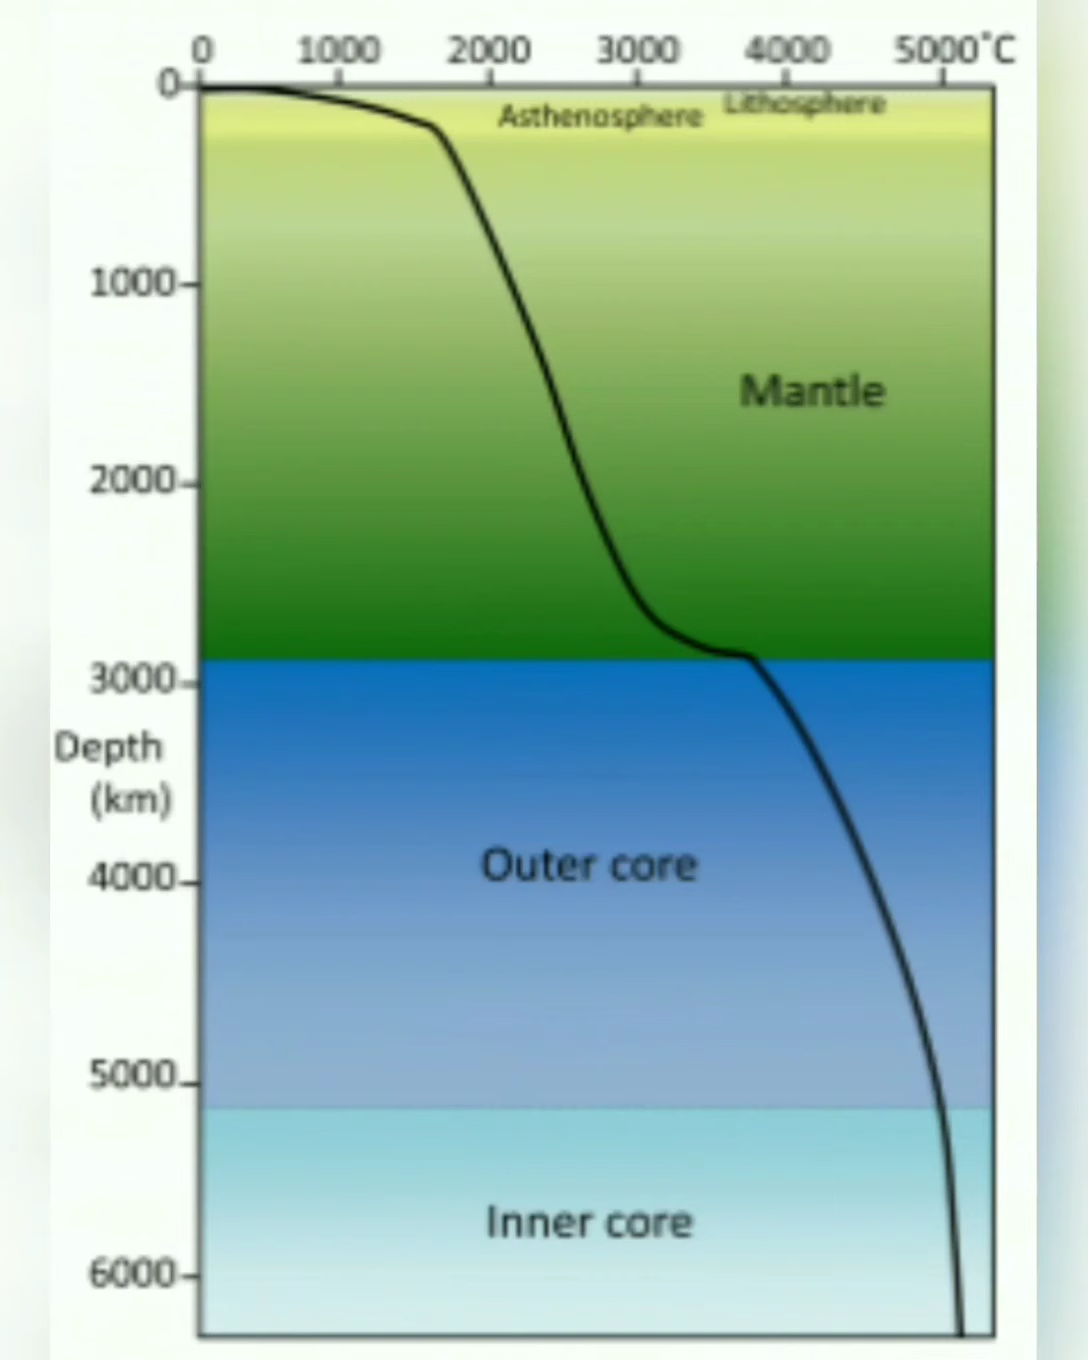 0 1000 2000 3000 4000 5000˚C
0
Lithosphere
Asthenosphere
1000
Mantle
2000
3000
Depth
(km)
Outer core
4000
5000
Inner core
6000